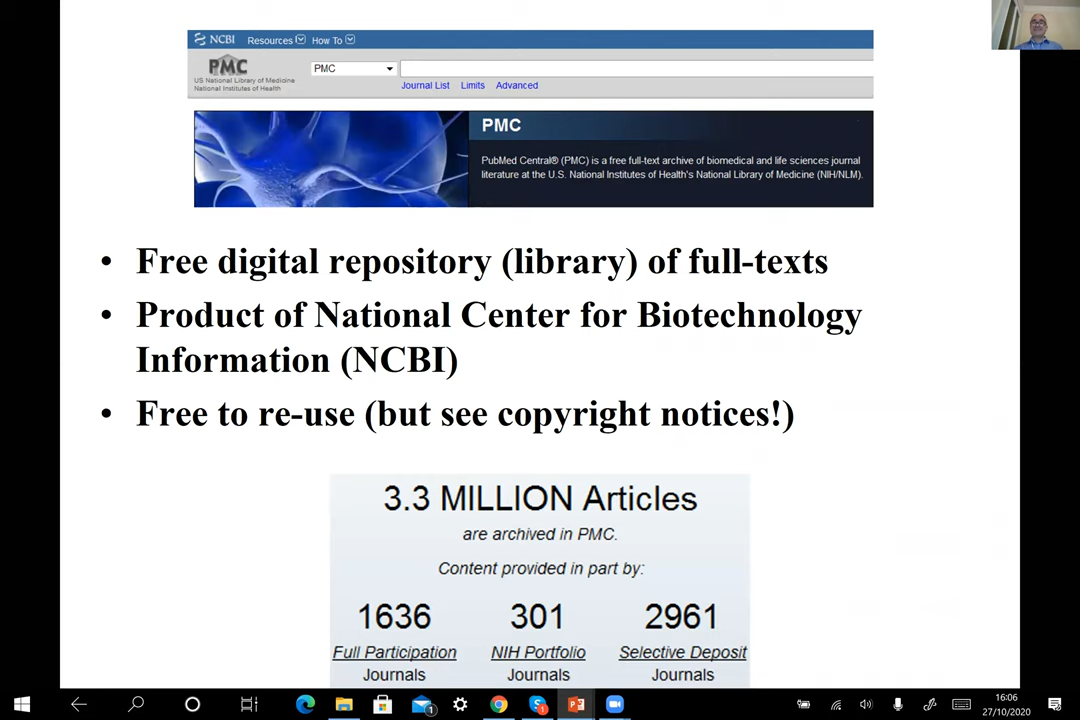 NCBI Resources How To
PMC
US National Library of Medicine
National Institutes of Health
PMC
Journal List Limits Advanced
PMC
PubMed Central® (PMC) is a free full-text archive of biomedical and life sciences journal
literature at the U.S. National Institutes of Health's National Library of Medicine (NIH/NLM).
• Free digital repository (library) of full-texts
• Product of National Center for Biotechnology
Information (NCBI)
• Free to re-use (but see copyright notices!)
3.3 MILLION Articles
are archived in PMC.
Content provided in part by:
1636 301 2961
Full Participation NIH Portfolio Selective Deposit
Journals Journals Journals
16:06
27/10/2020